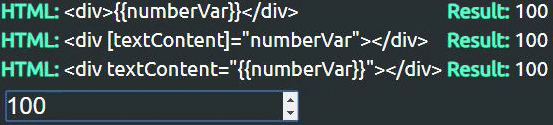 HTML: <div>{{numberVar}}</div> Result: 100
HTML: <div [textContent]="numberVar"></div> Result: 100
HTML: <div textContent="{{numberVar}}"></div> Result: 100
100